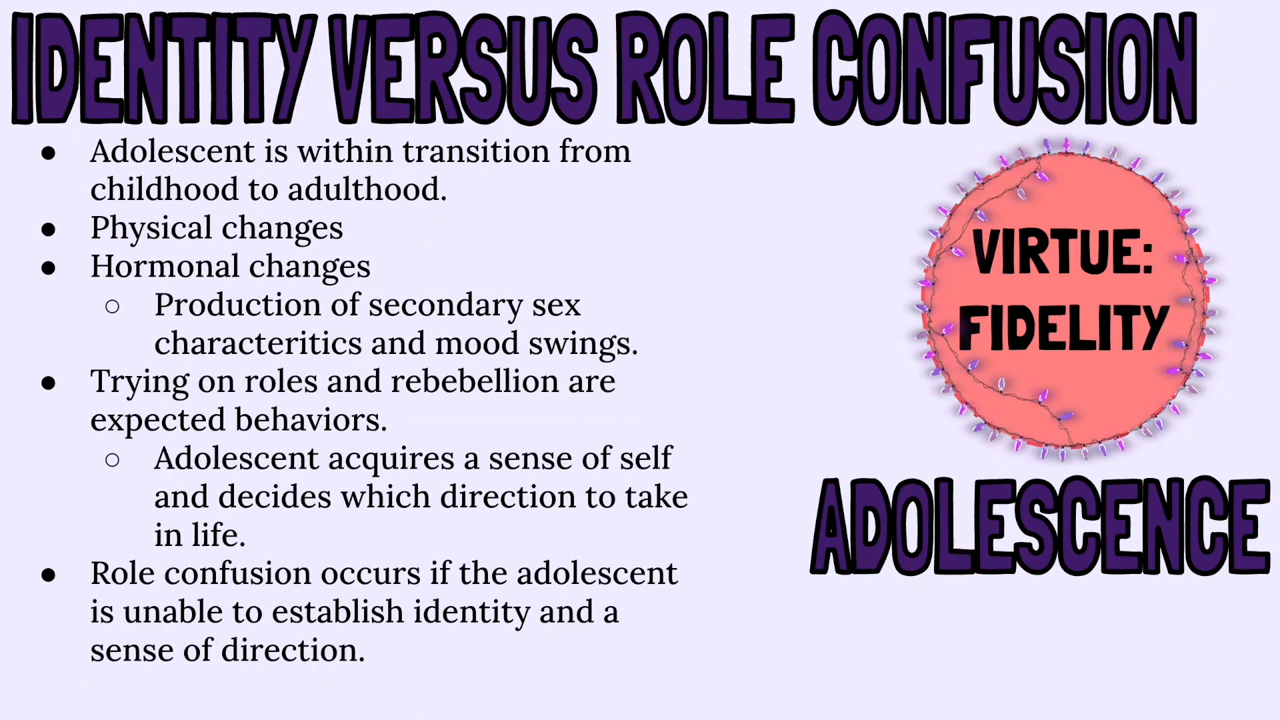 IDENTITY VERSUS ROLE CONFUSION
● Adolescent is within transition from
childhood to adulthood.
● Physical changes
● Hormonal changes
○ Production of secondary sex
characteritics and mood swings.
● Trying on roles and rebebellion are
expected behaviors.
○ Adolescent acquires a sense of self
and decides which direction to take
in life.
● Role confusion occurs if the adolescent
is unable to establish identity and a
sense of direction.
VIRTUE:
FIDELITY
ADOLESCENCE